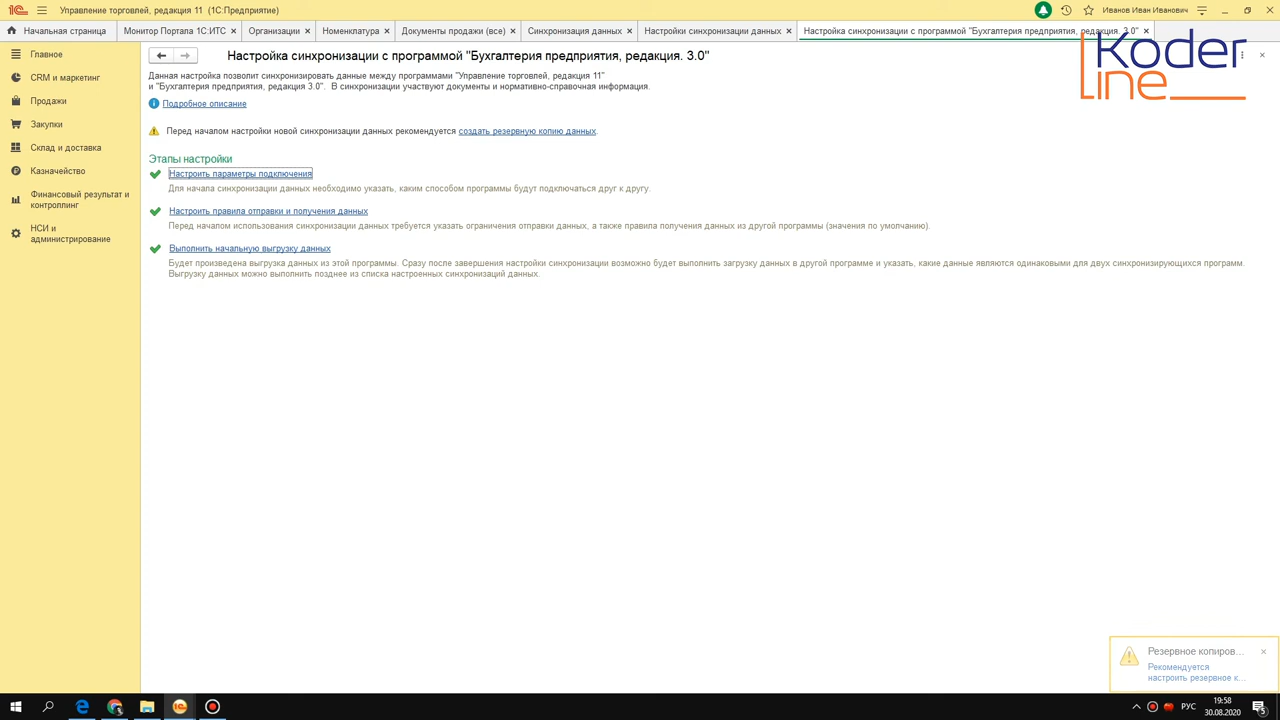 1С Управление торговлей, редакция 11 (1С:Предприятие)
Иванов Иван Иванович
Начальная страница
Монитор Портала 1С:ИТС ×
Организации ×
Номенклатура ×
Документы продажи (все) ×
Синхронизация данных ×
Настройки синхронизации данных ×
Настройка синхронизации с программой "Бухгалтерия предприятия, редакция. 3.0" ×
Koder
line
Главное
CRM и маркетинг
Продажи
Закупки
Склад и доставка
Казначейство
Финансовый результат и
контроллинг
НСИ и
администрирование
Настройка синхронизации с программой "Бухгалтерия предприятия, редакция. 3.0"
Данная настройка позволит синхронизировать данные между программами "Управление торговлей, редакция 11"
и "Бухгалтерия предприятия, редакция 3.0". В синхронизации участвуют документы и нормативно-справочная информация.
Подробное описание
Перед началом настройки новой синхронизации данных рекомендуется создать резервную копию данных.
Этапы настройки
Настроить параметры подключения
Для начала синхронизации данных необходимо указать, каким способом программы будут подключаться друг к другу.
Настроить правила отправки и получения данных
Перед началом использования синхронизации данных требуется указать ограничения отправки данных, а также правила получения данных из другой программы (значения по умолчанию).
Выполнить начальную выгрузку данных
Будет произведена выгрузка данных из этой программы. Сразу после завершения настройки синхронизации возможно будет выполнить загрузку данных в другой программе и указать, какие данные являются одинаковыми для двух синхронизирующихся программ.
Выгрузку данных можно выполнить позднее из списка настроенных синхронизаций данных.
Резервное копиров...
Рекомендуется
настроить резервное к...
РУС
19:58
30.08.2020
5